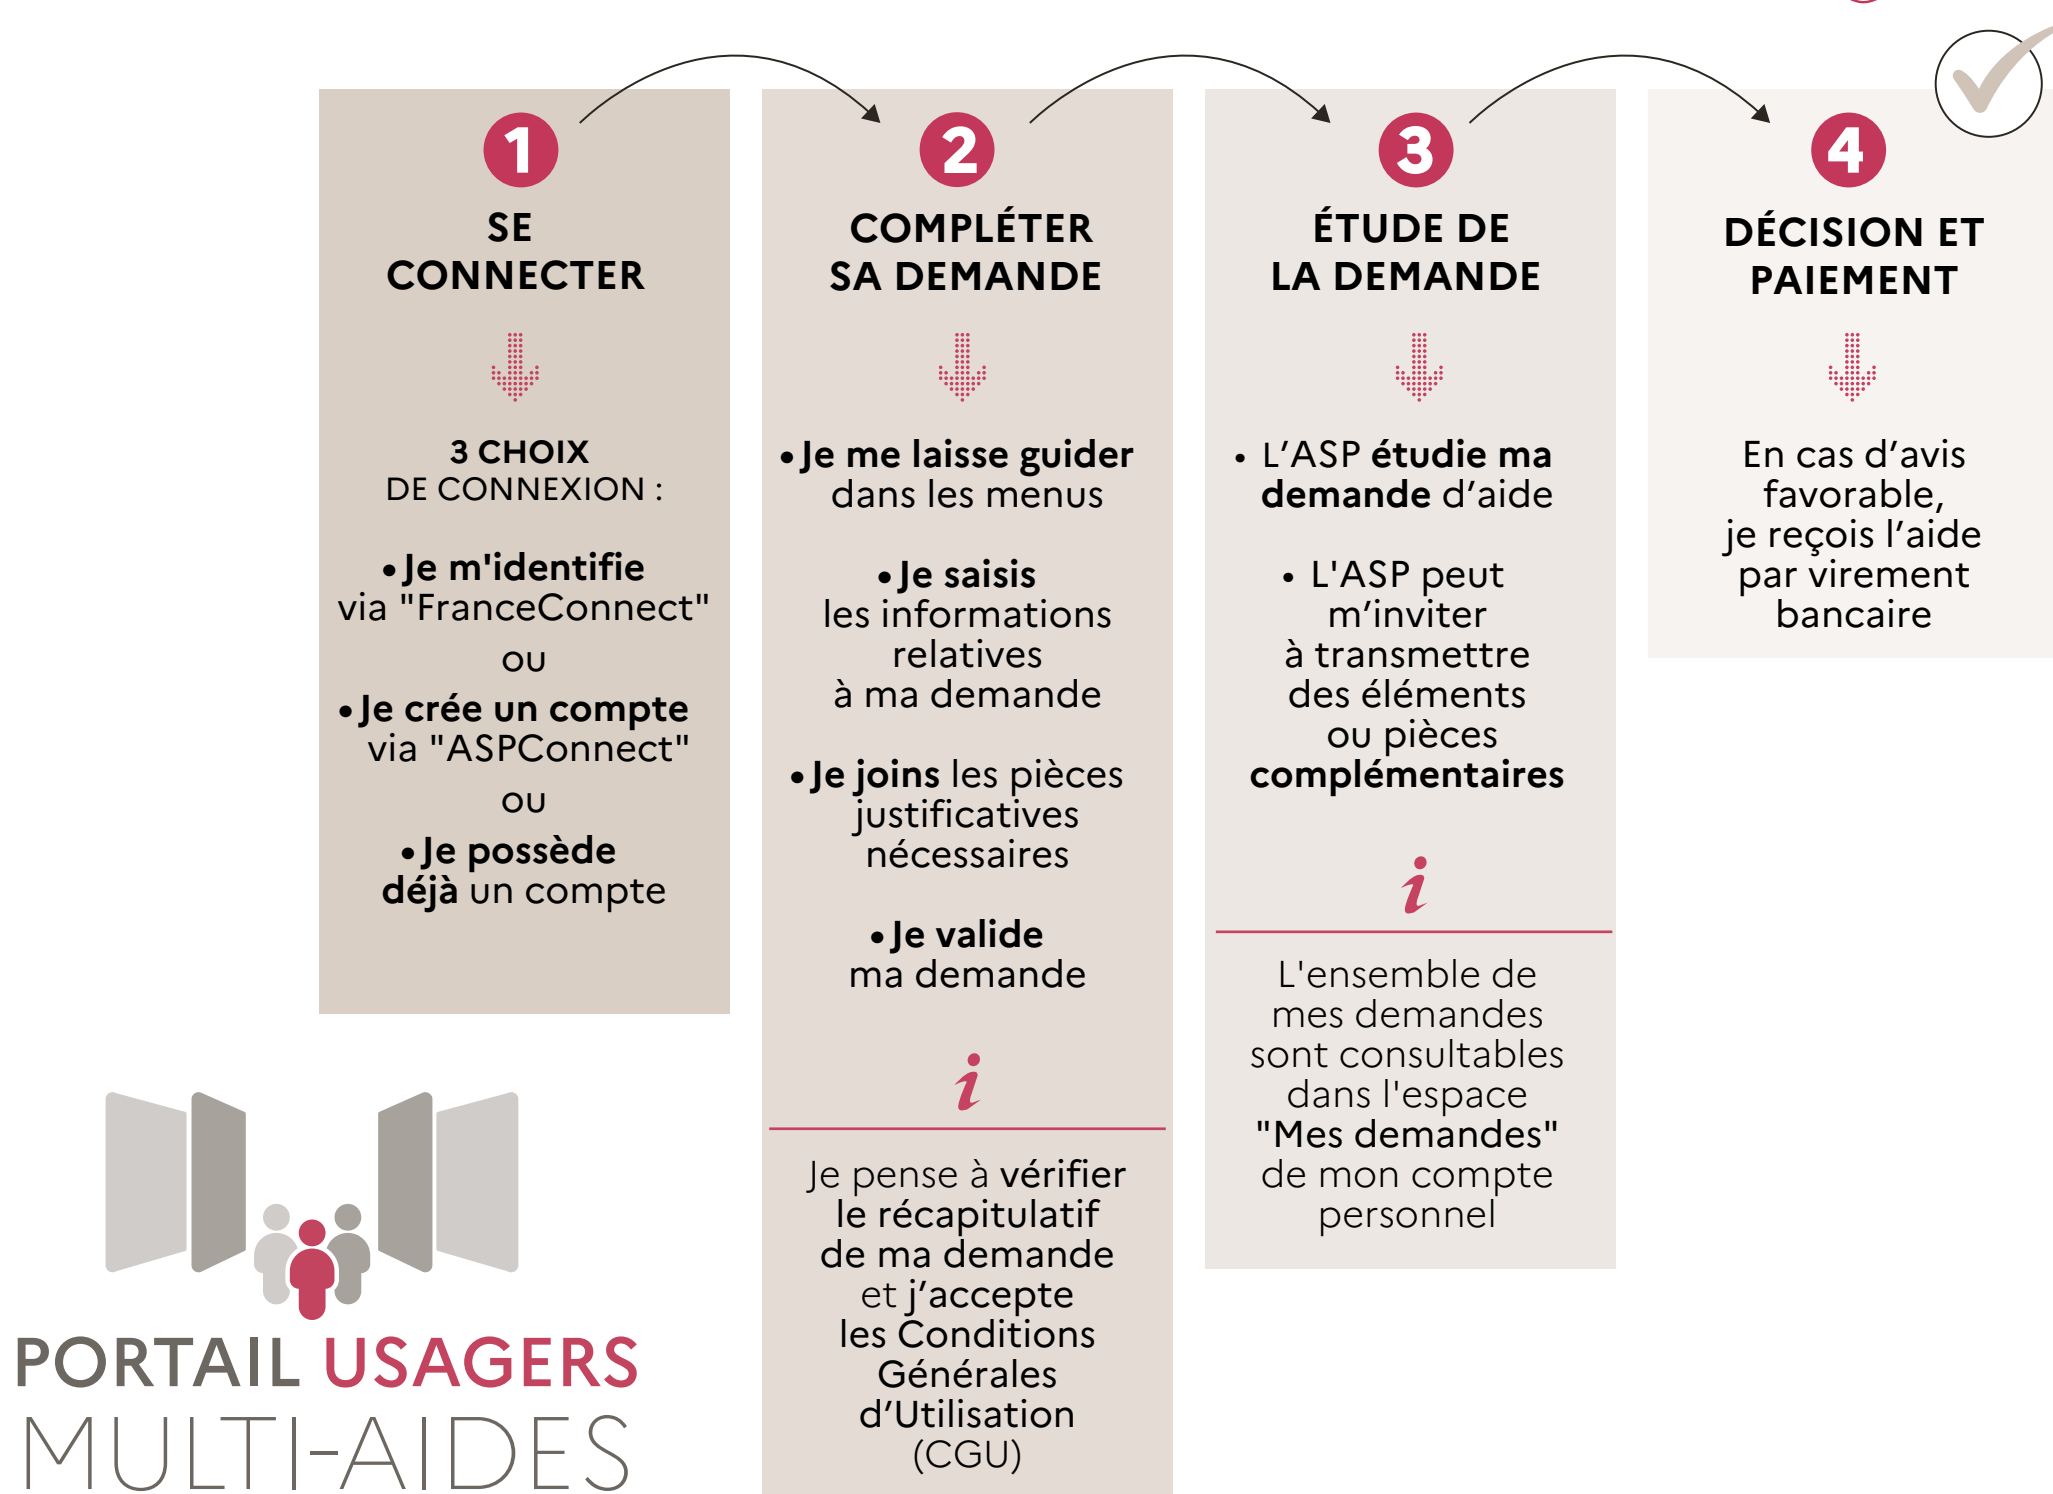 1
SE
CONNECTER
3 CHOIX
DE CONNEXION :
• Je m'identifie
via "FranceConnect"
ou
• Je crée un compte
via "ASPConnect"
ou
• Je possède
déjà un compte
2
COMPLÉTER
SA DEMANDE
• Je me laisse guider
dans les menus
• Je saisis
les informations
relatives
à ma demande
• Je joins les pièces
justificatives
nécessaires
• Je valide
ma demande
i
Je pense à vérifier
le récapitulatif
de ma demande
et j’accepte
les Conditions
Générales
d’Utilisation
(CGU)
3
ÉTUDE DE
LA DEMANDE
• L’ASP étudie ma
demande d’aide
• L'ASP peut
m’inviter
à transmettre
des éléments
ou pièces
complémentaires
i
L'ensemble de
mes demandes
sont consultables
dans l'espace
"Mes demandes"
de mon compte
personnel
4
DÉCISION ET
PAIEMENT
En cas d’avis
favorable,
je reçois l’aide
par virement
bancaire
PORTAIL USAGERS
MULTI-AIDES